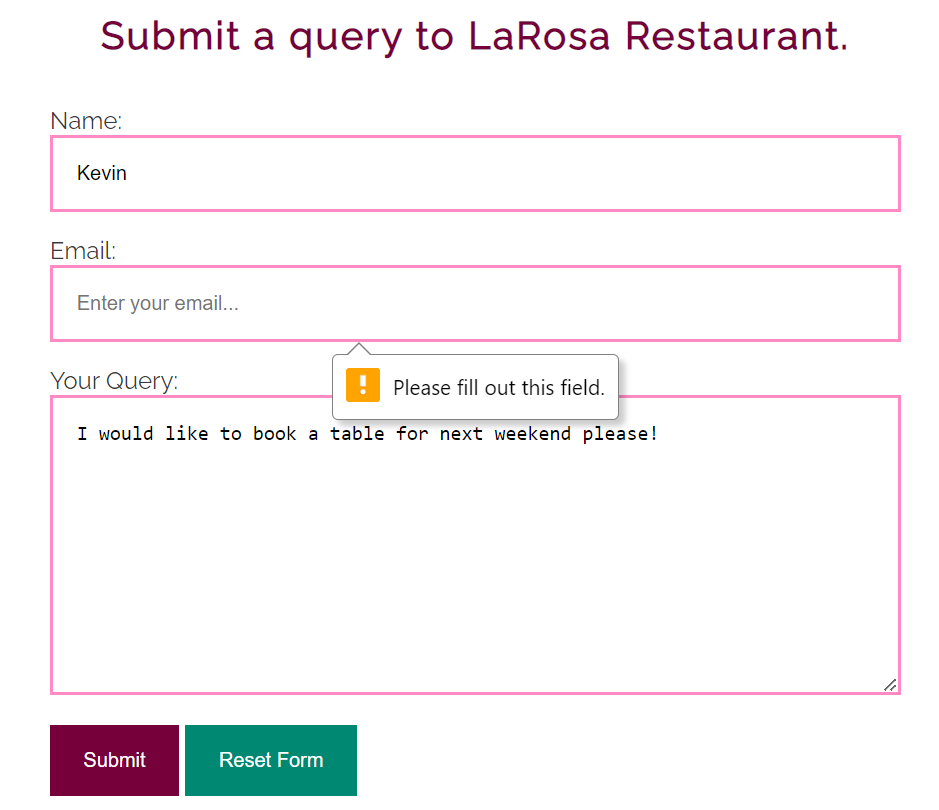 Submit a query to LaRosa Restaurant.
Name:
Kevin
Email:
Enter your email...
Please fill out this field.
Your Query:
I would like to book a table for next weekend please!
Submit
Reset Form